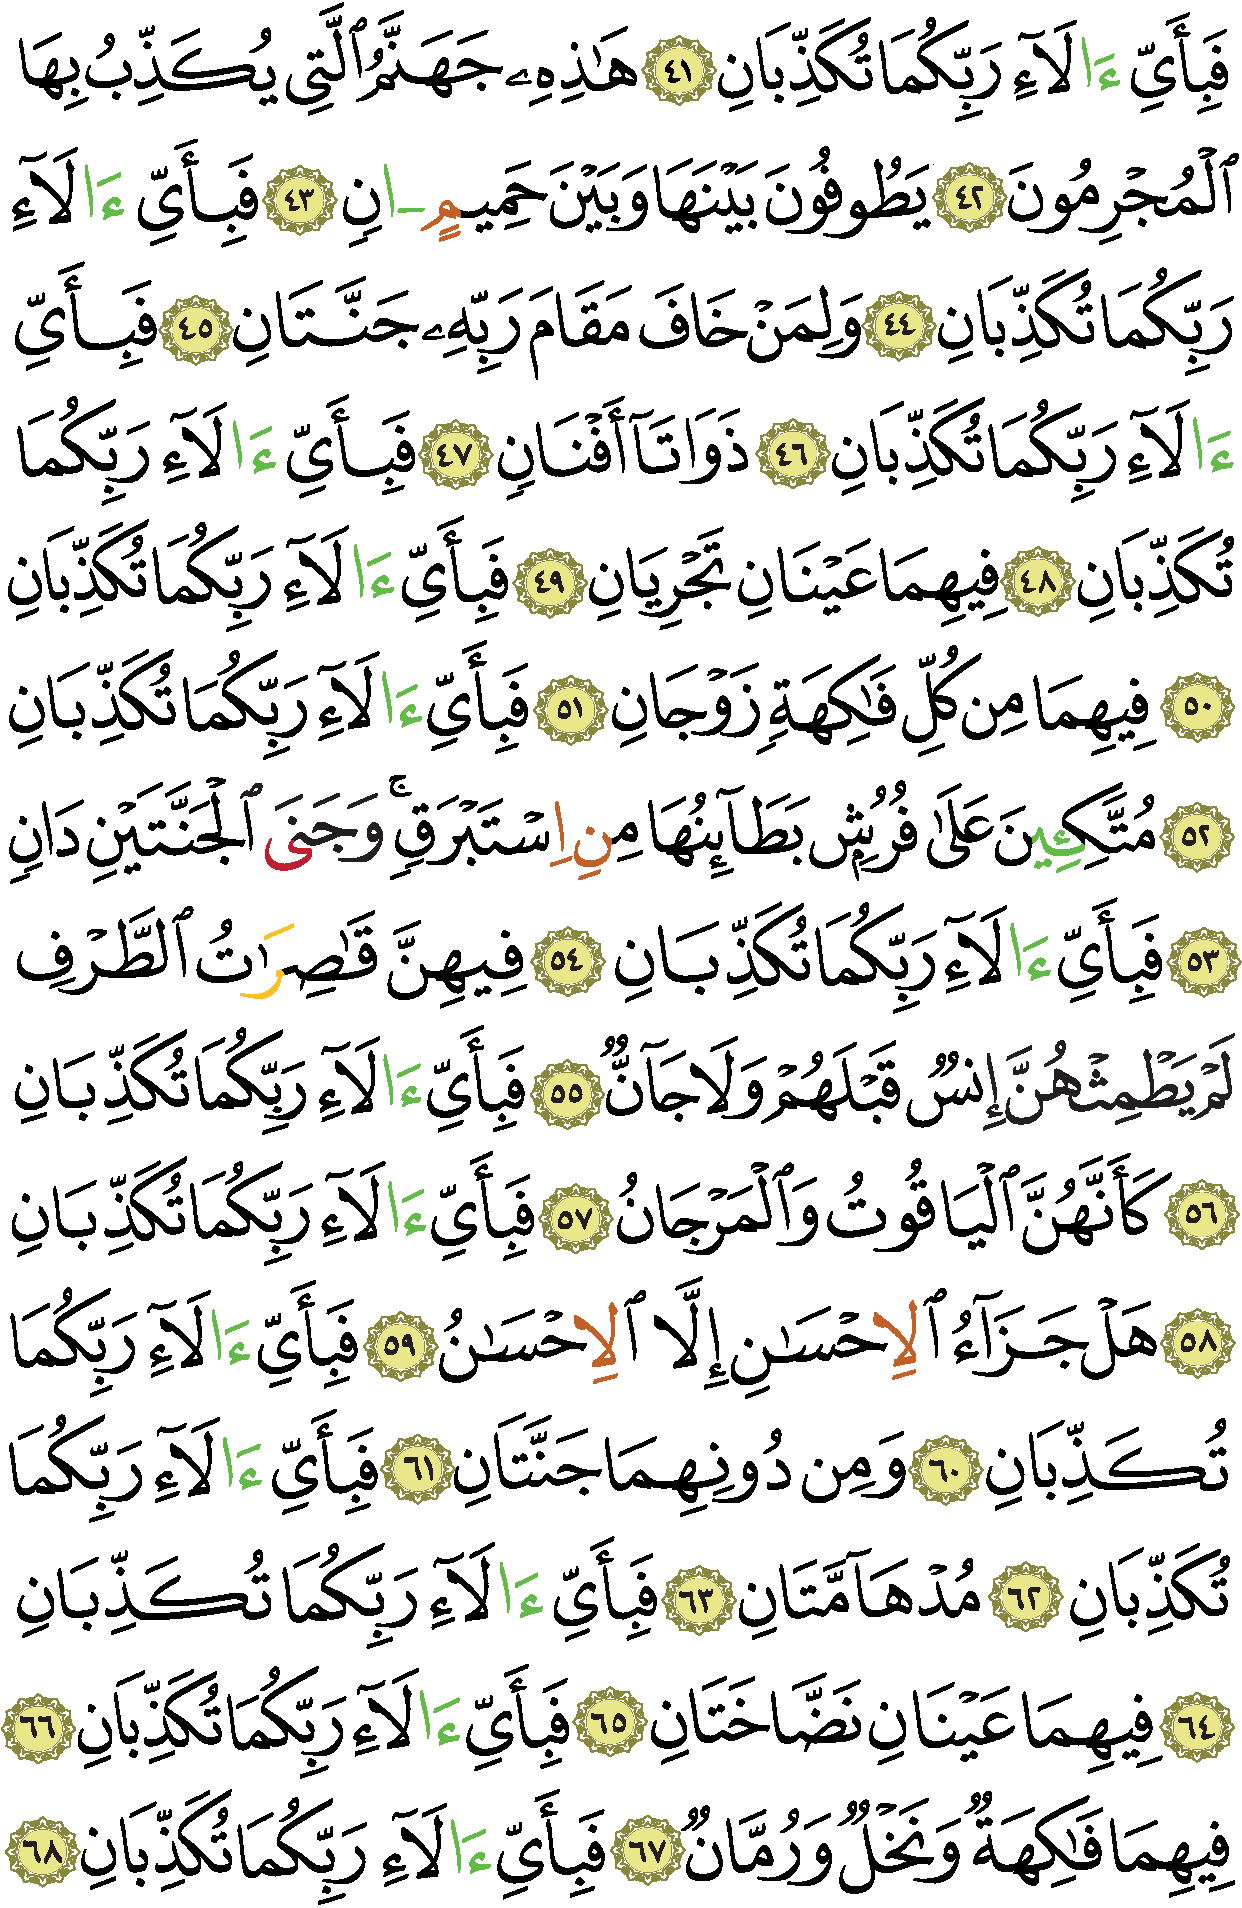 فَبِأَيِّ ءَالَآءِ رَبِّكُمَا تُكَذِّبَانِ ٤١ هَٰذِهِۦ جَهَنَّمُ ٱلَّتِي يُكَذِّبُ بِهَا
ٱلْمُجْرِمُونَ ٤٢ يَطُوفُونَ بَيْنَهَا وَبَيْنَ حَمِيمٍ ـانٍ ٤٣ فَبِأَيِّ ءَالَآءِ
رَبِّكُمَا تُكَذِّبَانِ ٤٤ وَلِمَنْ خَافَ مَقَامَ رَبِّهِۦ جَنَّتَانِ ٤٥ فَبِأَيِّ
ءَالَآءِ رَبِّكُمَا تُكَذِّبَانِ ٤٦ ذَوَاتَآ أَفْنَانٍ ٤٧ فَبِأَيِّ ءَالَآءِ رَبِّكُمَا
تُكَذِّبَانِ ٤٨ فِيهِمَا عَيْنَانِ تَجْرِيَانِ ٤٩ فَبِأَيِّ ءَالَآءِ رَبِّكُمَا تُكَذِّبَانِ
٥٠ فِيهِمَا مِن كُلِّ فَٰكِهَةٍ زَوْجَانِ ٥١ فَبِأَيِّ ءَالَآءِ رَبِّكُمَا تُكَذِّبَانِ
٥٢ مُتَّكِـِٔينَ عَلَىٰ فُرُشٍ بَطَآئِنُهَا مِنِ اِسْتَبْرَقٍ ۚ وَجَنَى ٱلْجَنَّتَيْنِ دَانٍ
٥٣ فَبِأَيِّ ءَالَآءِ رَبِّكُمَا تُكَذِّبَانِ ٥٤ فِيهِنَّ قَٰصِرَٰتُ ٱلطَّرْفِ
لَمْ يَطْمِثْهُنَّ إِنسٌ قَبْلَهُمْ وَلَا جَآنٌّ ٥٥ فَبِأَيِّ ءَالَآءِ رَبِّكُمَا تُكَذِّبَانِ
٥٦ كَأَنَّهُنَّ ٱلْيَاقُوتُ وَٱلْمَرْجَانُ ٥٧ فَبِأَيِّ ءَالَآءِ رَبِّكُمَا تُكَذِّبَانِ
٥٨ هَلْ جَزَآءُ ٱلِاحْسَٰنِ إِلَّا ٱلِاحْسَٰنُ ٥٩ فَبِأَيِّ ءَالَآءِ رَبِّكُمَا
تُكَذِّبَانِ ٦٠ وَمِن دُونِهِمَا جَنَّتَانِ ٦١ فَبِأَيِّ ءَالَآءِ رَبِّكُمَا
تُكَذِّبَانِ ٦٢ مُدْهَآمَّتَانِ ٦٣ فَبِأَيِّ ءَالَآءِ رَبِّكُمَا تُكَذِّبَانِ
٦٤ فِيهِمَا عَيْنَانِ نَضَّاخَتَانِ ٦٥ فَبِأَيِّ ءَالَآءِ رَبِّكُمَا تُكَذِّبَانِ ٦٦
فِيهِمَا فَٰكِهَةٌ وَنَخْلٌ وَرُمَّانٌ ٦٧ فَبِأَيِّ ءَالَآءِ رَبِّكُمَا تُكَذِّبَانِ ٦٨